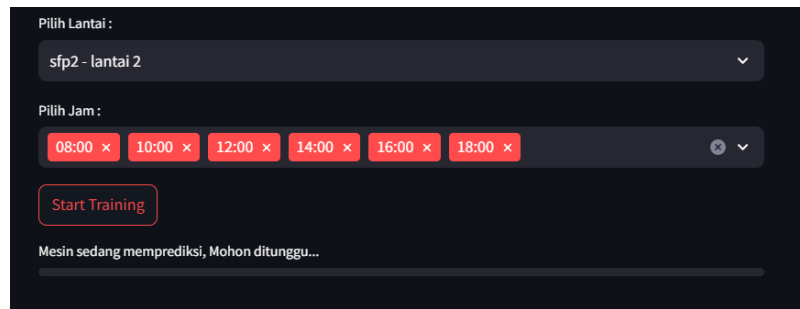 Pilih Lantai :
sfp2 - lantai 2
Pilih Jam :
08:00 × 10:00 × 12:00 × 14:00 × 16:00 × 18:00 ×
Start Training
Mesin sedang memprediksi, Mohon ditunggu...